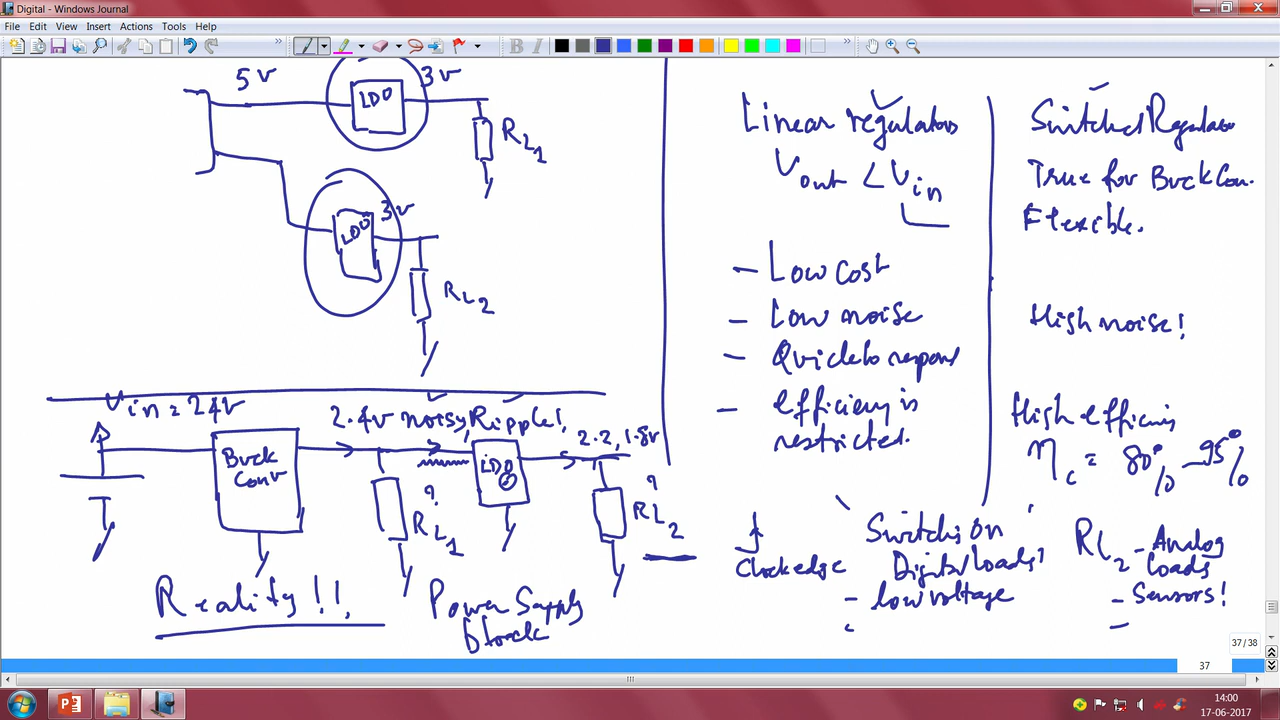 Digital - Windows Journal
File Edit View Insert Actions Tools Help
5V
LDO
3V
RL1
LDO
3V
RL2
Vin = 24V
Buck
Conv
2.4V noisy, Ripple!
RL1
?
LDO
2.2, 1.8V
RL2
?
Reality!!
Power Supply
block
Linear regulators
Vout < Vin
- Low cost
- Low noise
- Quick to respond
- efficiency is
restricted.
Switched Regulator
True for Buck Con.
Flexible.
High noise!
High efficiency
ηc = 80% - 95%
Clock edge
Switch is On
Digital Loads!
- low voltage
-
RL2 - Analog
Loads
- Sensors!
-
37/38
37
14:00
17-06-2017